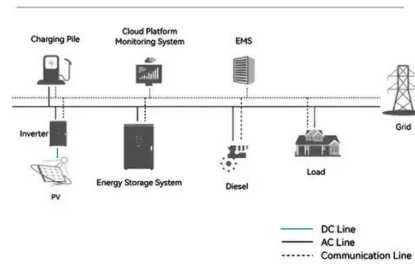 Charging Pile
Cloud Platform
Monitoring System
EMS
Grid
Inverter
PV
Energy Storage System
Diesel
Load
DC Line
AC Line
Communication Line